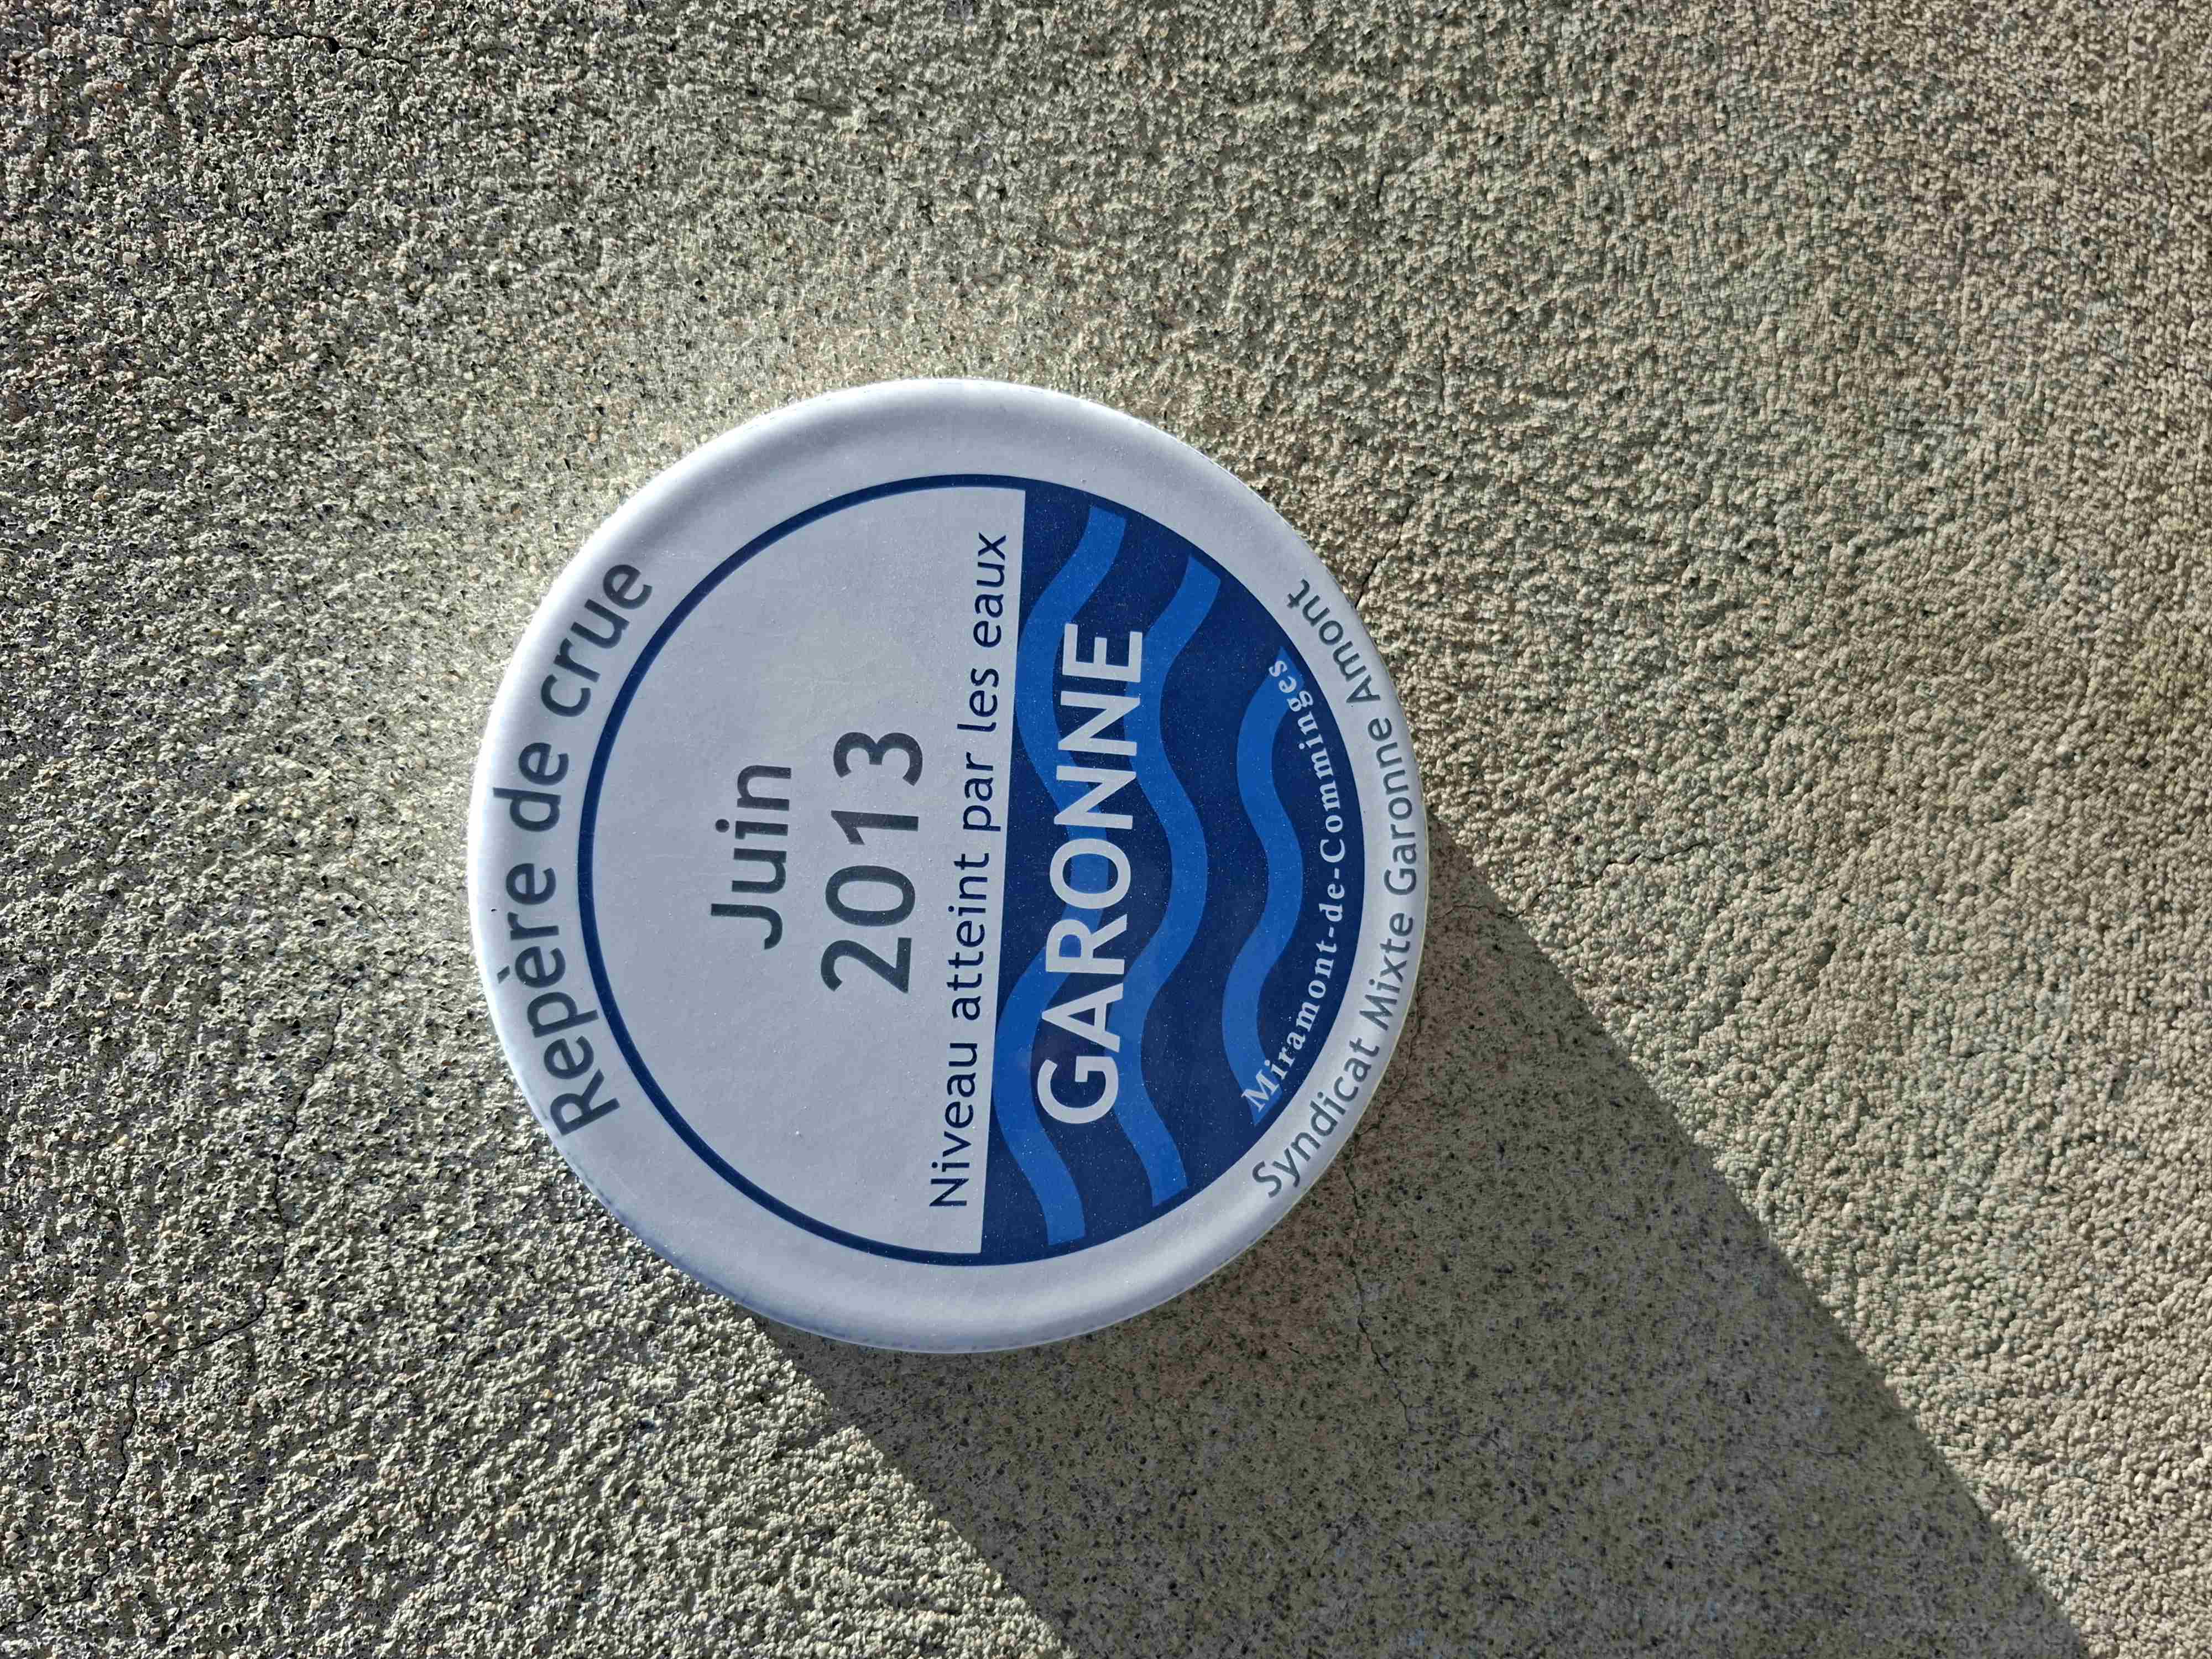 Repère de crue
Juin
2013
Niveau atteint par les eaux
GARONNE
Miramont-de-Comminges
Syndicat Mixte Garonne Amont